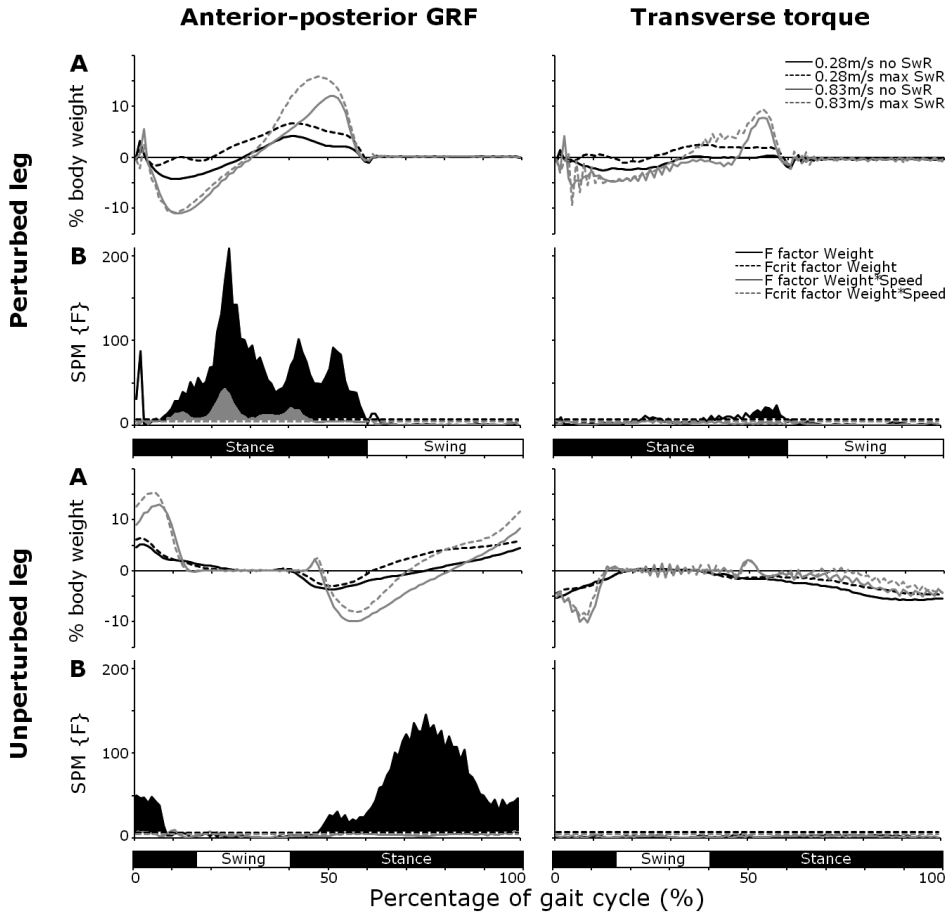 Anterior-posterior GRF
Transverse torque
Perturbed leg
A
% body weight
10
0
-10
0.28m/s no SwR
0.28m/s max SwR
0.83m/s no SwR
0.83m/s max SwR
B
SPM {F}
200
100
0
F factor Weight
Fcrit factor Weight
F factor Weight*Speed
Fcrit factor Weight*Speed
Stance
Swing
Stance
Swing
Unperturbed leg
A
% body weight
10
0
-10
B
SPM {F}
200
100
0
Swing
Stance
Swing
Stance
0
50
100
0
50
100
Percentage of gait cycle (%)